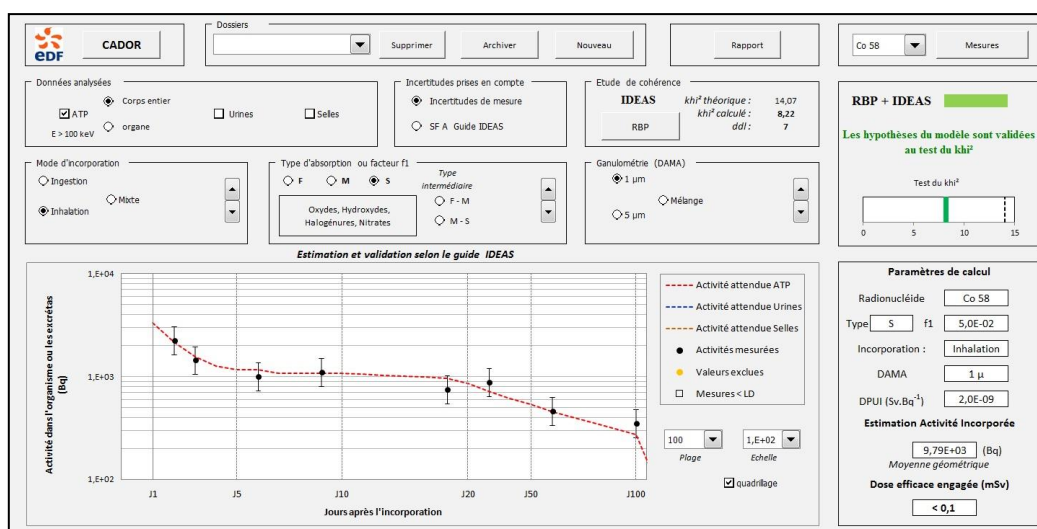 eDF
CADOR
Dossiers
Supprimer
Archiver
Nouveau
Rapport
Co 58
Mesures
Données analysées
ATP
E > 100 keV
Corps entier
organe
Urines
Selles
Incertitudes prises en compte
Incertitudes de mesure
SF A Guide IDEAS
Etude de cohérence
IDEAS
RBP
khi² théorique : 14,07
khi² calculé : 8,22
ddl : 7
RBP + IDEAS
Les hypothèses du modèle sont validées
au test du khi²
Test du khi²
0 5 10 15
Mode d'incorporation
Ingestion
Mixte
Inhalation
Type d'absorption ou facteur f1
F M S
Oxydes, Hydroxydes,
Halogénures, Nitrates
Type
intermédiaire
F - M
M - S
Ganulométrie (DAMA)
1 µm
Mélange
5 µm
Estimation et validation selon le guide IDEAS
Activité dans l'organisme ou les excrétas
(Bq)
1,E+04
1,E+03
1,E+02
J1 J5 J10 J20 J50 J100
Jours après l'incorporation
Activité attendue ATP
Activité attendue Urines
Activité attendue Selles
Activités mesurées
Valeurs exclues
Mesures < LD
100
Plage
1,E+02
Echelle
quadrillage
Paramètres de calcul
Radionucléide Co 58
Type S f1 5,0E-02
Incorporation : Inhalation
DAMA 1 µ
DPUI (Sv.Bq⁻¹) 2,0E-09
Estimation Activité Incorporée
9,79E+03 (Bq)
Moyenne géométrique
Dose efficace engagée (mSv)
< 0,1